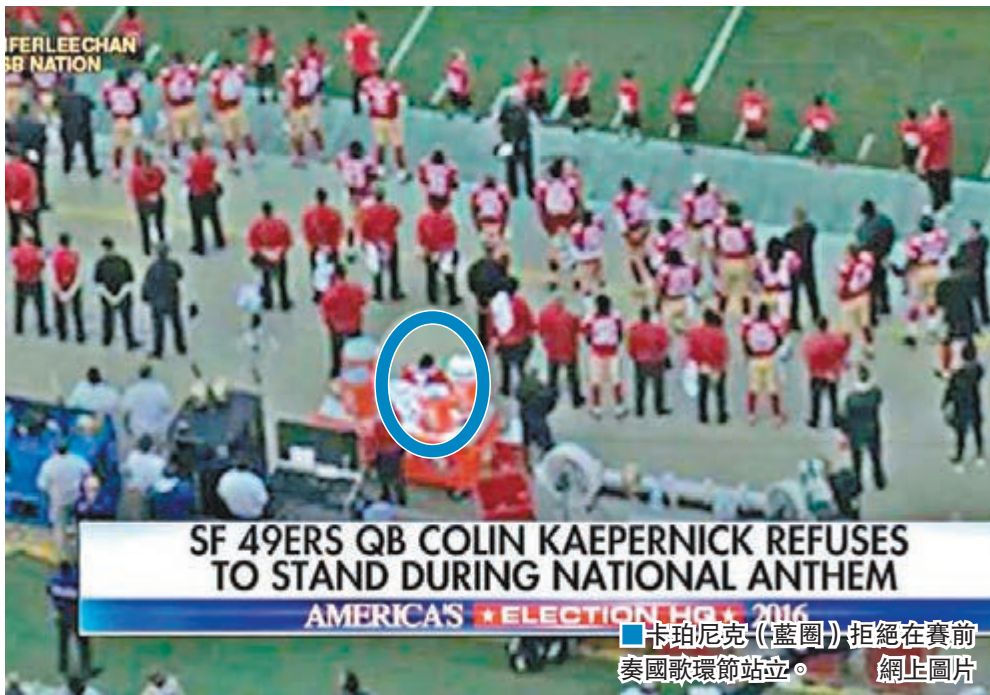 IFERLEECHAN
SB NATION
SF 49ERS QB COLIN KAEPERNICK REFUSES
TO STAND DURING NATIONAL ANTHEM
AMERICA'S ★ ELECTION HQ ★ 2016
■卡珀尼克（藍圈）拒絕在賽前
奏國歌環節站立。 網上圖片